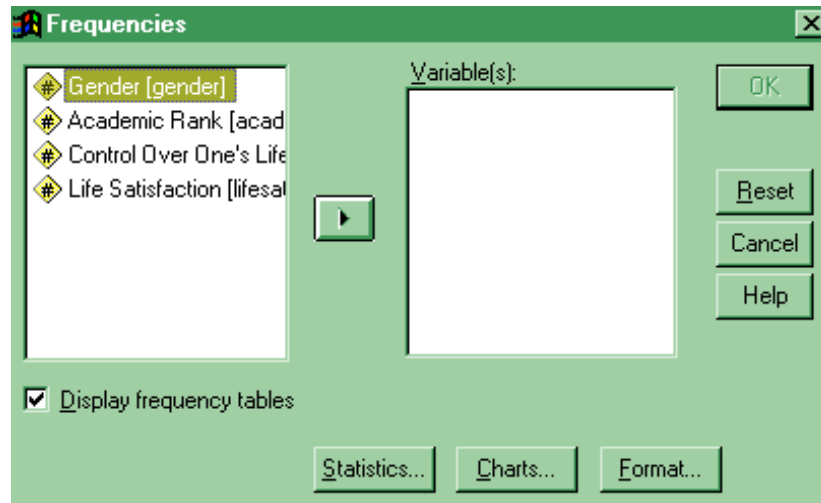 Frequencies
Gender [gender]
Academic Rank [acad
Control Over One's Life
Life Satisfaction [lifesat
Variable(s):
OK
Reset
Cancel
Help
Display frequency tables
Statistics... Charts... Format...